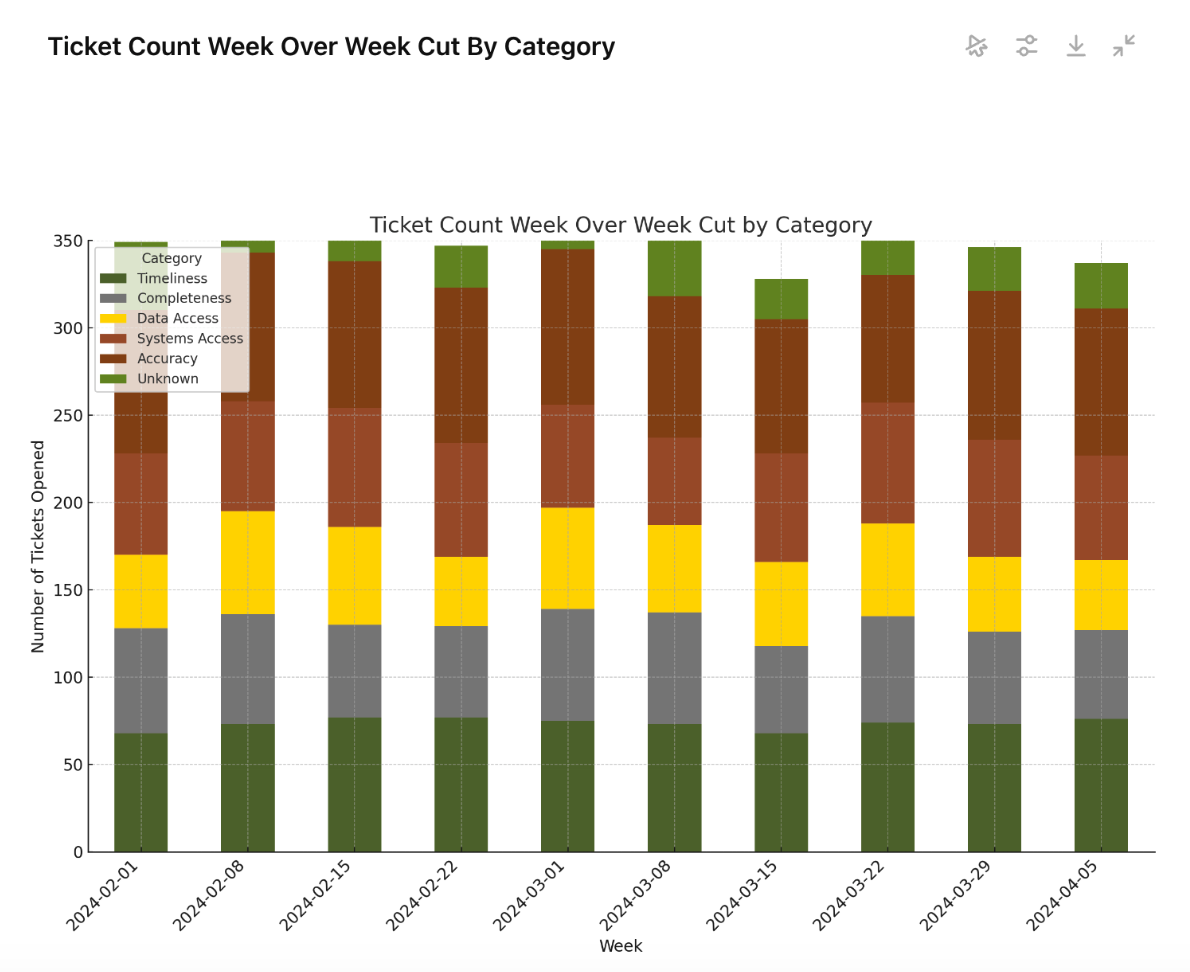 Ticket Count Week Over Week Cut By Category
Ticket Count Week Over Week Cut by Category
350
300
250
200
150
100
50
0
Number of Tickets Opened
Category
Timeliness
Completeness
Data Access
Systems Access
Accuracy
Unknown
2024-02-01
2024-02-08
2024-02-15
2024-02-22
2024-03-01
2024-03-08
2024-03-15
2024-03-22
2024-03-29
2024-04-05
Week